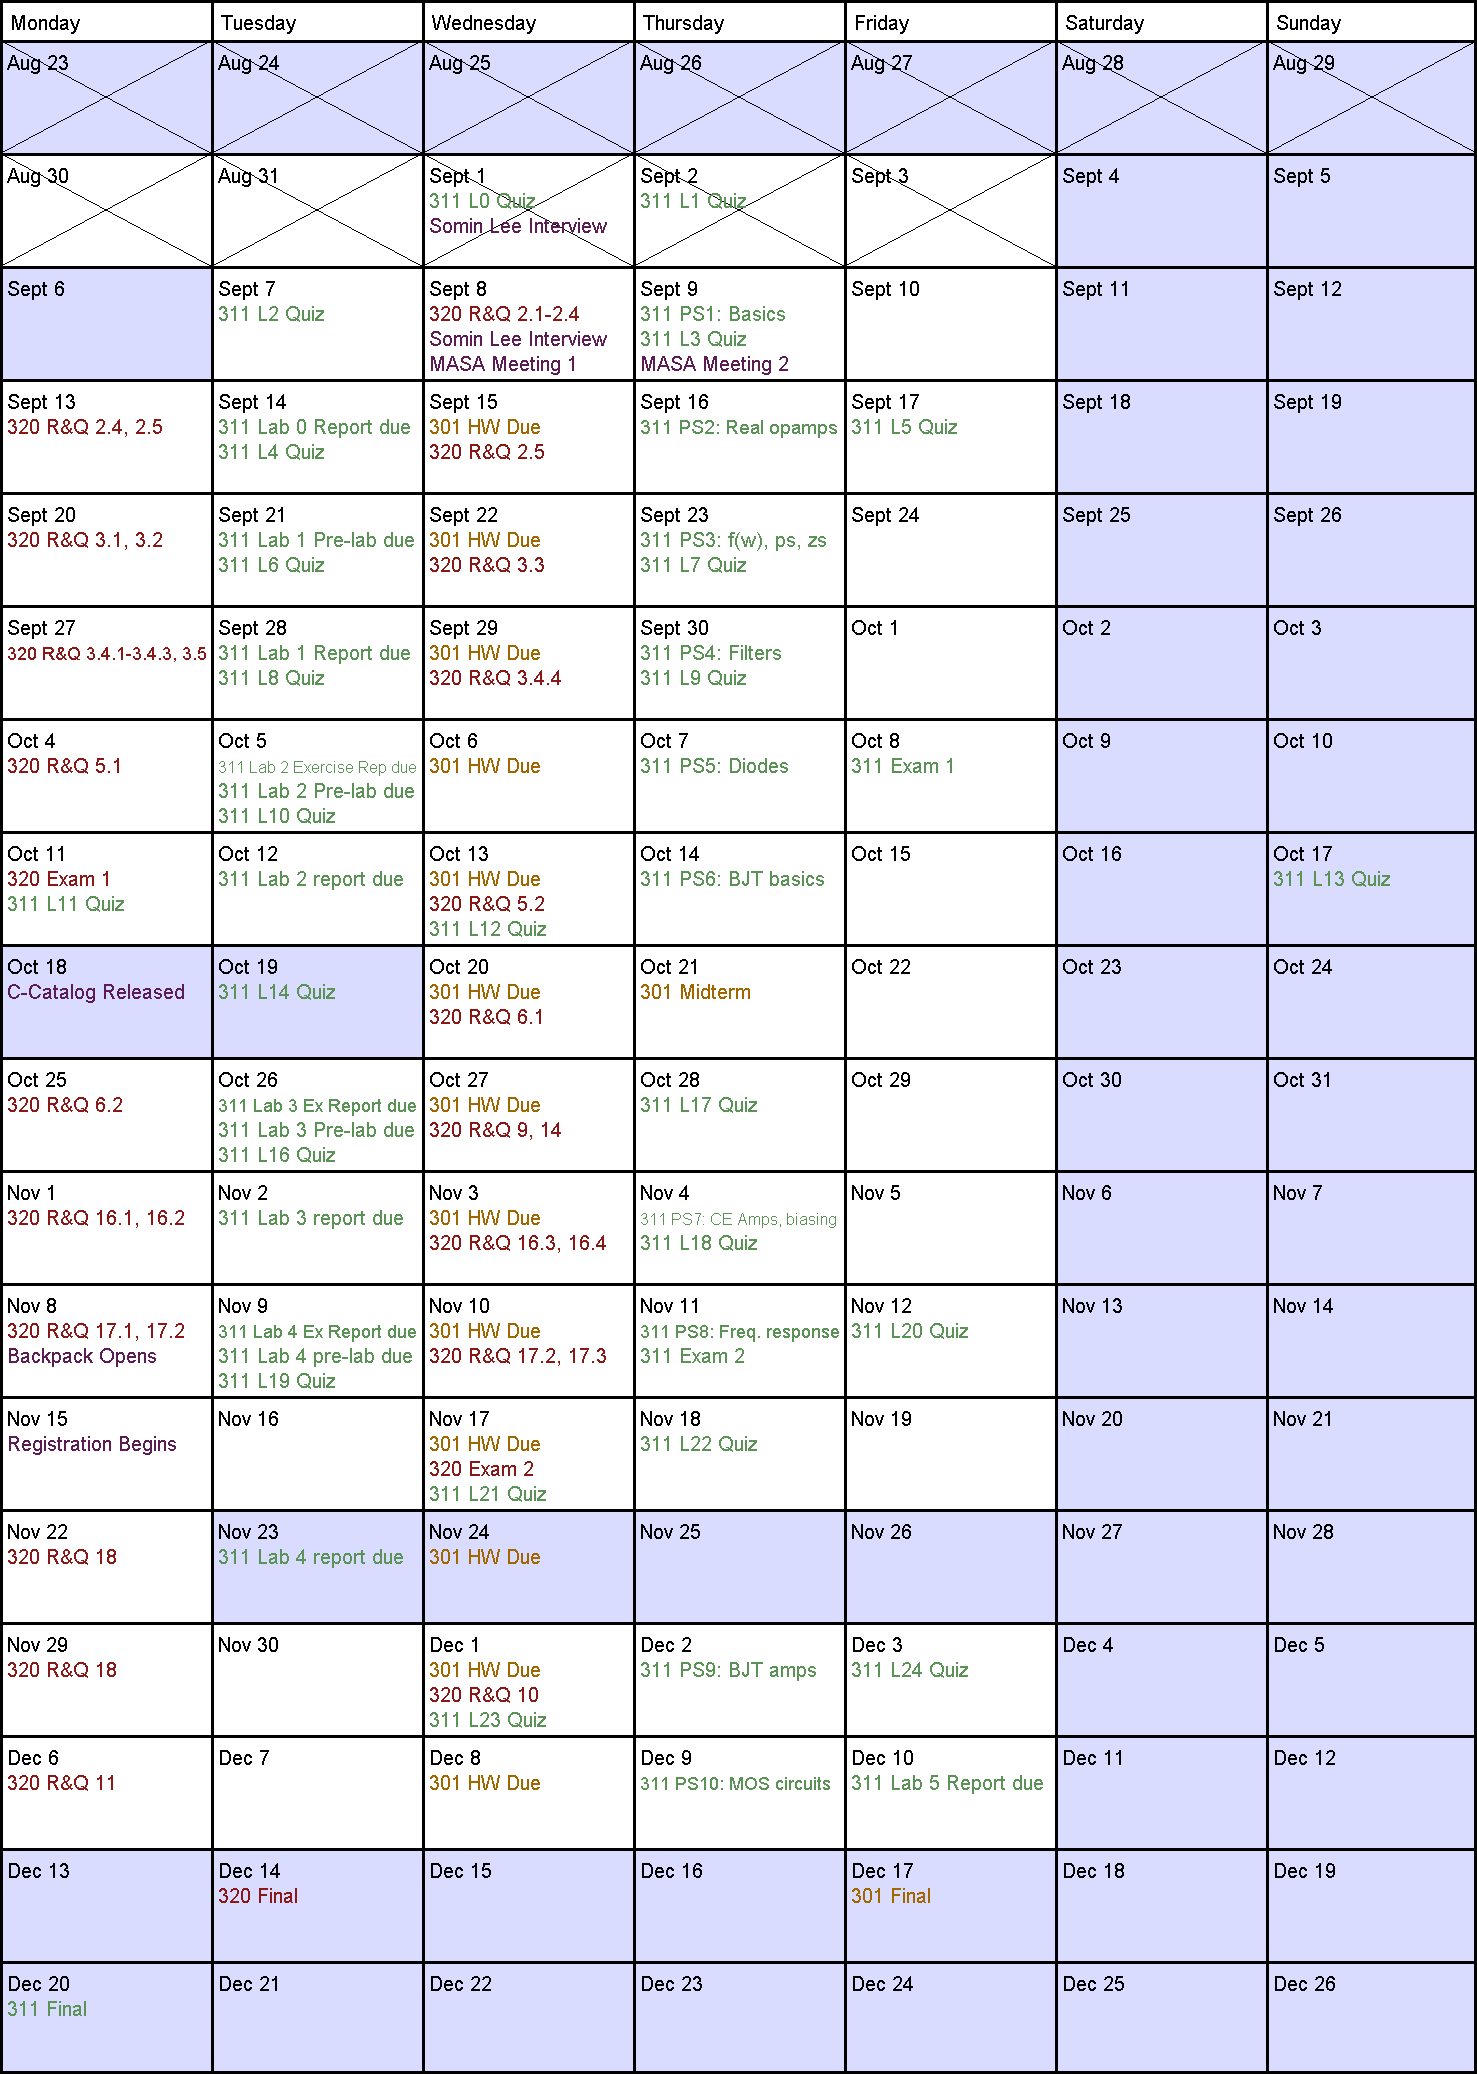 Monday Tuesday Wednesday Thursday Friday Saturday Sunday
Aug 23 Aug 24 Aug 25 Aug 26 Aug 27 Aug 28 Aug 29
Aug 30 Aug 31 Sept 1 Sept 2 Sept 3 Sept 4 Sept 5
311 L0 Quiz 311 L1 Quiz
Somin Lee Interview
Sept 6 Sept 7 Sept 8 Sept 9 Sept 10 Sept 11 Sept 12
311 L2 Quiz 320 R&Q 2.1-2.4 311 PS1: Basics
Somin Lee Interview 311 L3 Quiz
MASA Meeting 1 MASA Meeting 2
Sept 13 Sept 14 Sept 15 Sept 16 Sept 17 Sept 18 Sept 19
320 R&Q 2.4, 2.5 311 Lab 0 Report due 301 HW Due 311 PS2: Real opamps 311 L5 Quiz
311 L4 Quiz 320 R&Q 2.5
Sept 20 Sept 21 Sept 22 Sept 23 Sept 24 Sept 25 Sept 26
320 R&Q 3.1, 3.2 311 Lab 1 Pre-lab due 301 HW Due 311 PS3: f(w), ps, zs
311 L6 Quiz 320 R&Q 3.3 311 L7 Quiz
Sept 27 Sept 28 Sept 29 Sept 30 Oct 1 Oct 2 Oct 3
320 R&Q 3.4.1-3.4.3, 3.5 311 Lab 1 Report due 301 HW Due 311 PS4: Filters
311 L8 Quiz 320 R&Q 3.4.4 311 L9 Quiz
Oct 4 Oct 5 Oct 6 Oct 7 Oct 8 Oct 9 Oct 10
320 R&Q 5.1 311 Lab 2 Exercise Rep due 301 HW Due 311 PS5: Diodes 311 Exam 1
311 Lab 2 Pre-lab due
311 L10 Quiz
Oct 11 Oct 12 Oct 13 Oct 14 Oct 15 Oct 16 Oct 17
320 Exam 1 311 Lab 2 report due 301 HW Due 311 PS6: BJT basics 311 L13 Quiz
311 L11 Quiz 320 R&Q 5.2
311 L12 Quiz
Oct 18 Oct 19 Oct 20 Oct 21 Oct 22 Oct 23 Oct 24
C-Catalog Released 311 L14 Quiz 301 HW Due 301 Midterm
320 R&Q 6.1
Oct 25 Oct 26 Oct 27 Oct 28 Oct 29 Oct 30 Oct 31
320 R&Q 6.2 311 Lab 3 Ex Report due 301 HW Due 311 L17 Quiz
311 Lab 3 Pre-lab due 320 R&Q 9, 14
311 L16 Quiz
Nov 1 Nov 2 Nov 3 Nov 4 Nov 5 Nov 6 Nov 7
320 R&Q 16.1, 16.2 311 Lab 3 report due 301 HW Due 311 PS7: CE Amps, biasing
320 R&Q 16.3, 16.4 311 L18 Quiz
Nov 8 Nov 9 Nov 10 Nov 11 Nov 12 Nov 13 Nov 14
320 R&Q 17.1, 17.2 311 Lab 4 Ex Report due 301 HW Due 311 PS8: Freq. response 311 L20 Quiz
Backpack Opens 311 Lab 4 pre-lab due 320 R&Q 17.2, 17.3 311 Exam 2
311 L19 Quiz
Nov 15 Nov 16 Nov 17 Nov 18 Nov 19 Nov 20 Nov 21
Registration Begins 301 HW Due 311 L22 Quiz
320 Exam 2
311 L21 Quiz
Nov 22 Nov 23 Nov 24 Nov 25 Nov 26 Nov 27 Nov 28
320 R&Q 18 311 Lab 4 report due 301 HW Due
Nov 29 Nov 30 Dec 1 Dec 2 Dec 3 Dec 4 Dec 5
320 R&Q 18 301 HW Due 311 PS9: BJT amps 311 L24 Quiz
320 R&Q 10
311 L23 Quiz
Dec 6 Dec 7 Dec 8 Dec 9 Dec 10 Dec 11 Dec 12
320 R&Q 11 301 HW Due 311 PS10: MOS circuits 311 Lab 5 Report due
Dec 13 Dec 14 Dec 15 Dec 16 Dec 17 Dec 18 Dec 19
320 Final 301 Final
Dec 20 Dec 21 Dec 22 Dec 23 Dec 24 Dec 25 Dec 26
311 Final